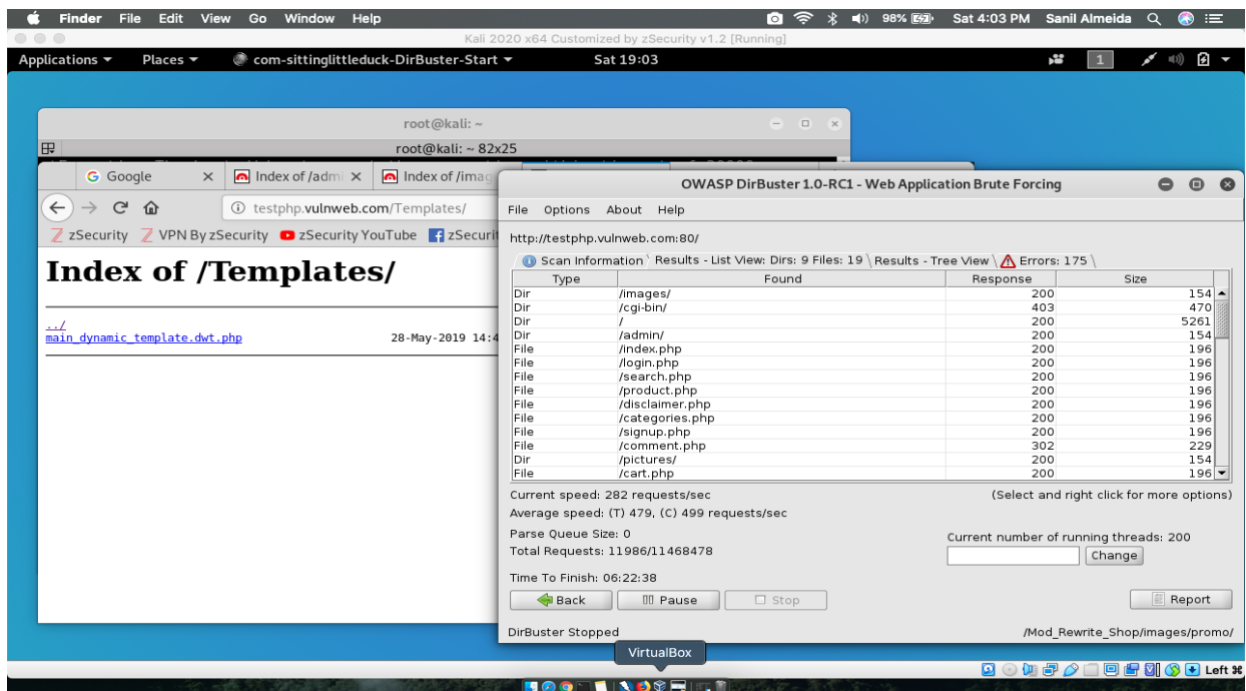 Finder File Edit View Go Window Help 98% Sat 4:03 PM Sanil Almeida
Kali 2020 x64 Customized by zSecurity v1.2 [Running]
Applications Places com-sittinglittleduck-DirBuster-Start Sat 19:03 1
root@kali: ~
root@kali: ~ 82x25
Google Index of /admi Index of /imag
testphp.vulnweb.com/Templates/
zSecurity VPN By zSecurity zSecurity YouTube zSecurit
Index of /Templates/
../
main_dynamic_template.dwt.php 28-May-2019 14:4
OWASP DirBuster 1.0-RC1 - Web Application Brute Forcing
File Options About Help
http://testphp.vulnweb.com:80/
Scan Information Results - List View: Dirs: 9 Files: 19 Results - Tree View Errors: 175
Type Found Response Size
Dir /images/ 200 154
Dir /cgi-bin/ 403 470
Dir / 200 5261
Dir /admin/ 200 154
File /index.php 200 196
File /login.php 200 196
File /search.php 200 196
File /product.php 200 196
File /disclaimer.php 200 196
File /categories.php 200 196
File /signup.php 200 196
File /comment.php 302 229
Dir /pictures/ 200 154
File /cart.php 200 196
Current speed: 282 requests/sec (Select and right click for more options)
Average speed: (T) 479, (C) 499 requests/sec
Parse Queue Size: 0
Current number of running threads: 200
Total Requests: 11986/11468478
Change
Time To Finish: 06:22:38
Back Pause Stop Report
DirBuster Stopped /Mod_Rewrite_Shop/images/promo/
VirtualBox
Left ⌘